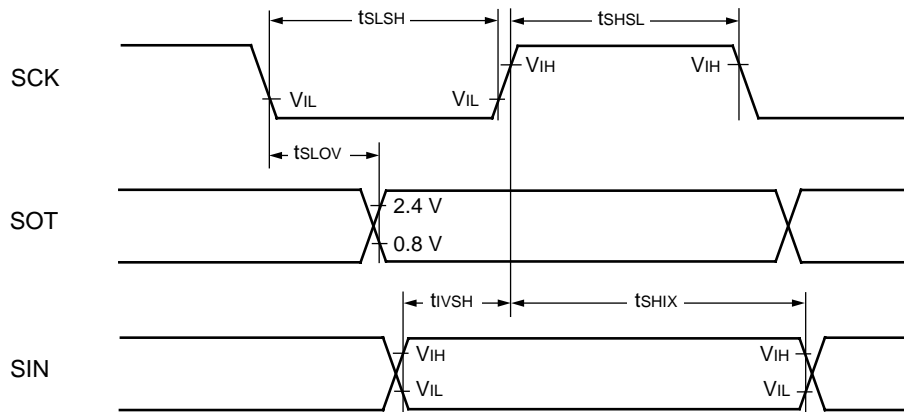 tSLSH
tSHSL
SCK
VIH
VIH
VIL
VIL
tSLOV
SOT
2.4 V
0.8 V
tIVSH
tSHIX
SIN
VIH
VIH
VIL
VIL